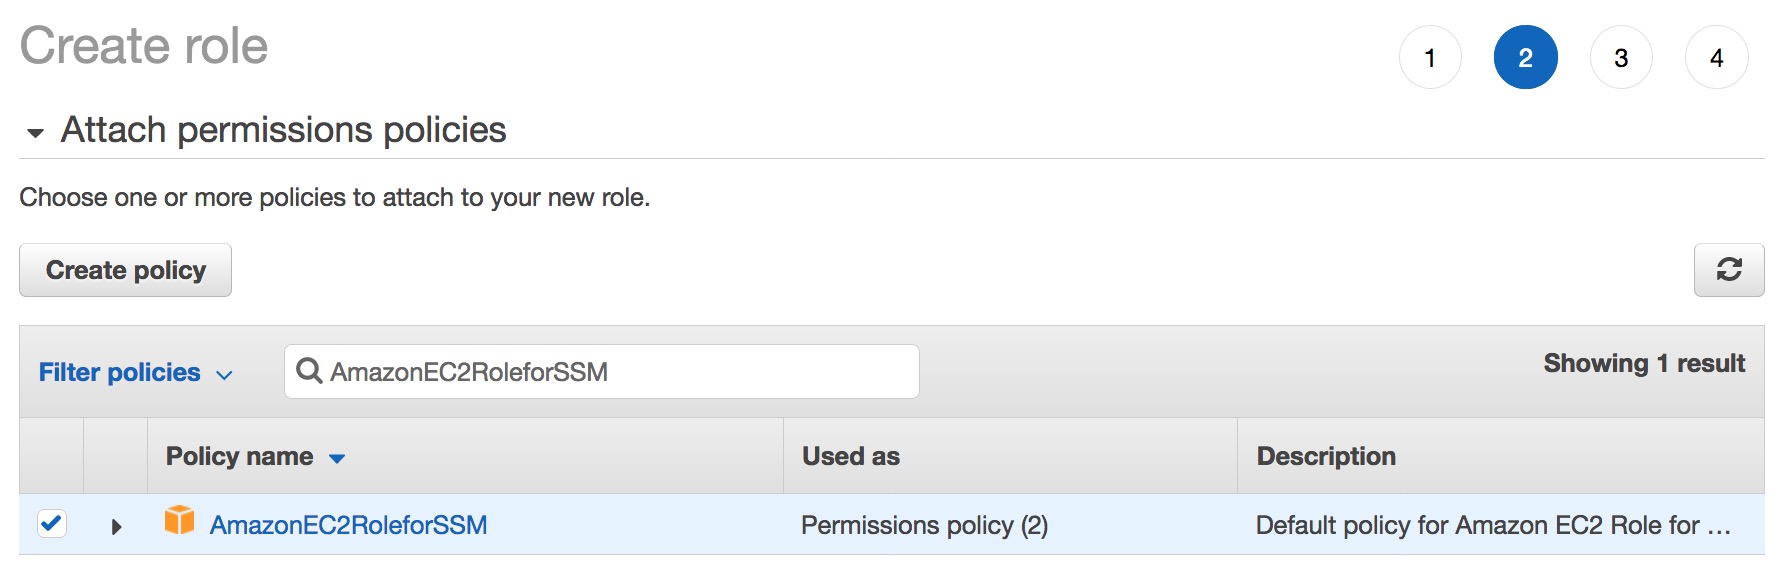 Create role
1 2 3 4
Attach permissions policies
Choose one or more policies to attach to your new role.
Create policy
Filter policies AmazonEC2RoleforSSM Showing 1 result
Policy name Used as Description
AmazonEC2RoleforSSM Permissions policy (2) Default policy for Amazon EC2 Role for ...